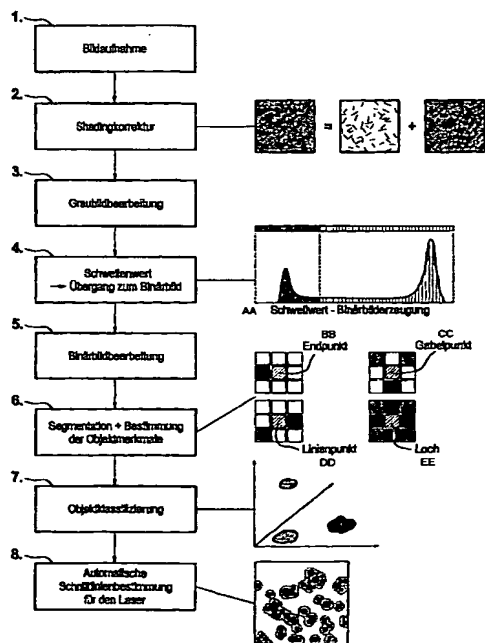 1.
Bildaufnahme
2.
Shadingkorrektur
=
+
3.
Graubildbearbeitung
4.
Schwellenwert
→ Übergang zum Binärbild
AA Schwellwert - Binärbilderzeugung
5.
Binärbildbearbeitung
BB
Endpunkt
CC
Gabelpunkt
6.
Segmentation + Bestimmung
der Objektmerkmale
Linienpunkt
DD
Loch
EE
7.
Objektklassifizierung
8.
Automatische
Schnittlinienbestimmung
für den Laser